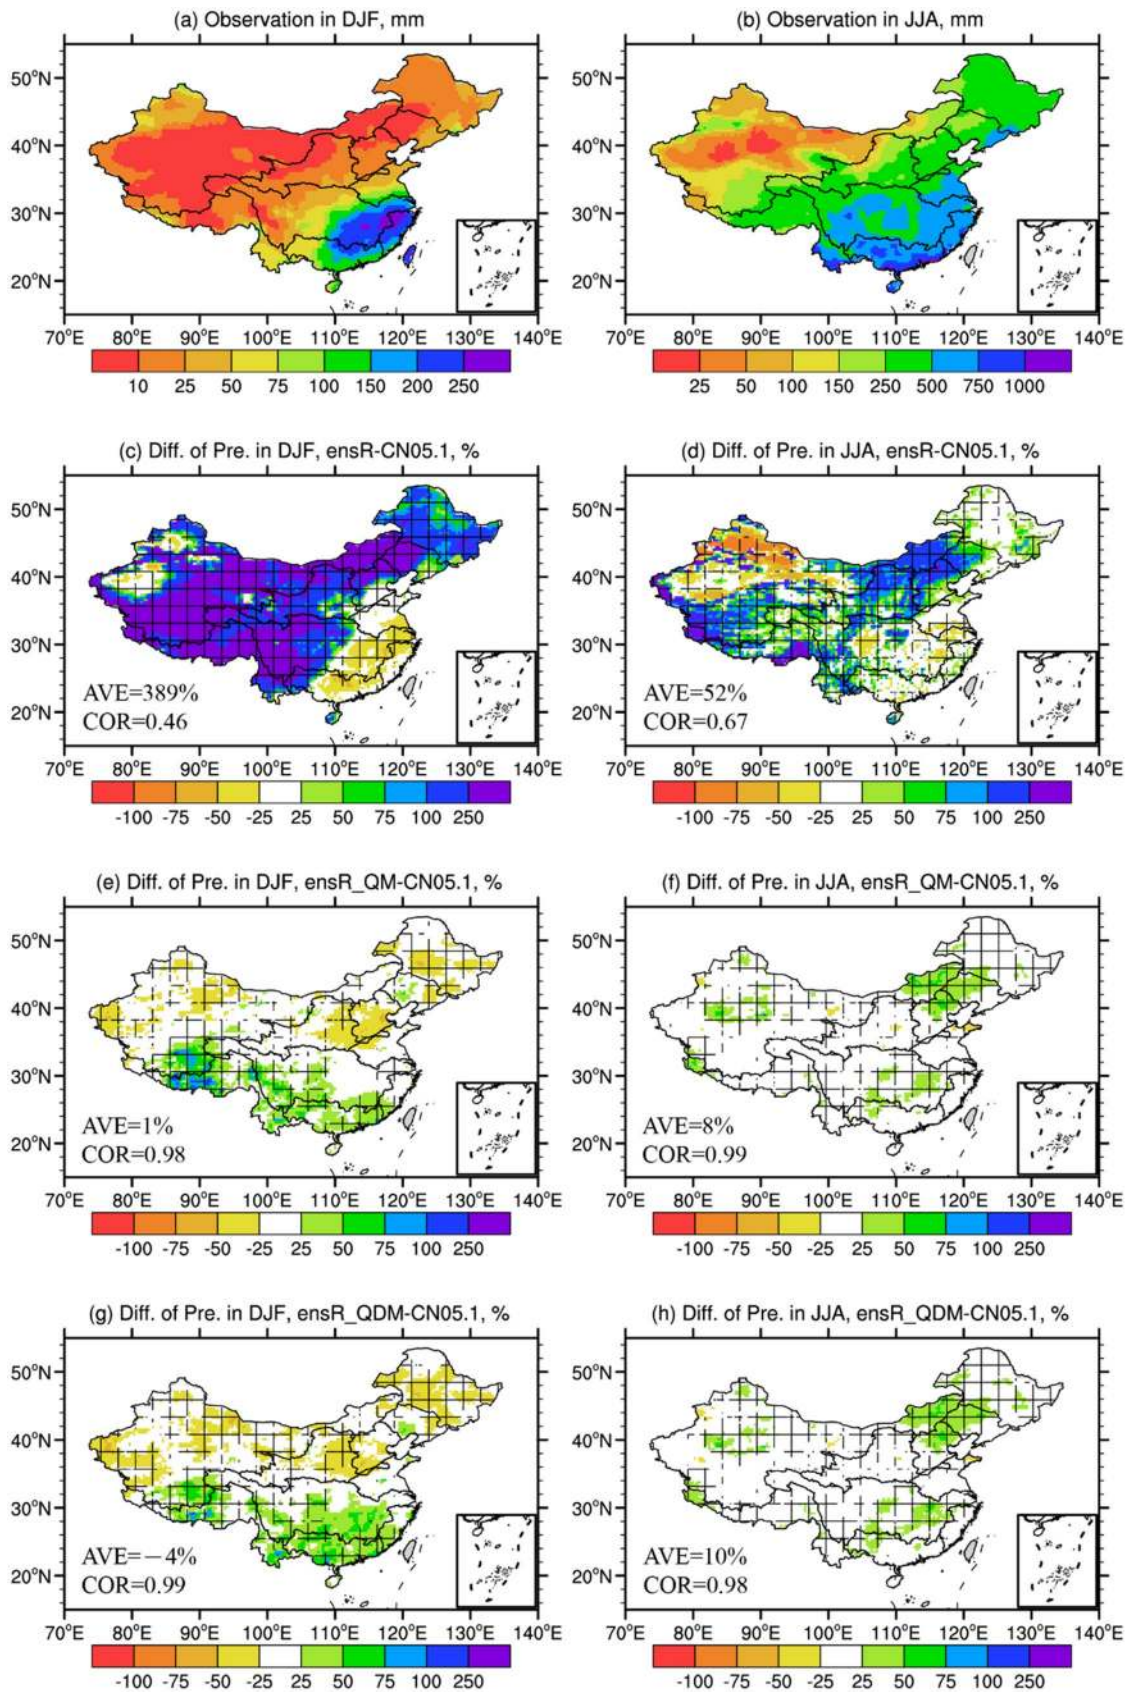 (a) Observation in DJF, mm
(b) Observation in JJA, mm
50°N
40°N
30°N
20°N
70°E 80°E 90°E 100°E 110°E 120°E 130°E 140°E
10 25 50 75 100 150 200 250
50°N
40°N
30°N
20°N
70°E 80°E 90°E 100°E 110°E 120°E 130°E 140°E
25 50 100 150 250 500 750 1000
(c) Diff. of Pre. in DJF, ensR-CN05.1, %
(d) Diff. of Pre. in JJA, ensR-CN05.1, %
50°N
40°N
30°N
20°N
AVE=389%
COR=0.46
70°E 80°E 90°E 100°E 110°E 120°E 130°E 140°E
-100 -75 -50 -25 25 50 75 100 250
50°N
40°N
30°N
20°N
AVE=52%
COR=0.67
70°E 80°E 90°E 100°E 110°E 120°E 130°E 140°E
-100 -75 -50 -25 25 50 75 100 250
(e) Diff. of Pre. in DJF, ensR_QM-CN05.1, %
(f) Diff. of Pre. in JJA, ensR_QM-CN05.1, %
50°N
40°N
30°N
20°N
AVE=1%
COR=0.98
70°E 80°E 90°E 100°E 110°E 120°E 130°E 140°E
-100 -75 -50 -25 25 50 75 100 250
50°N
40°N
30°N
20°N
AVE=8%
COR=0.99
70°E 80°E 90°E 100°E 110°E 120°E 130°E 140°E
-100 -75 -50 -25 25 50 75 100 250
(g) Diff. of Pre. in DJF, ensR_QDM-CN05.1, %
(h) Diff. of Pre. in JJA, ensR_QDM-CN05.1, %
50°N
40°N
30°N
20°N
AVE=−4%
COR=0.99
70°E 80°E 90°E 100°E 110°E 120°E 130°E 140°E
-100 -75 -50 -25 25 50 75 100 250
50°N
40°N
30°N
20°N
AVE=10%
COR=0.98
70°E 80°E 90°E 100°E 110°E 120°E 130°E 140°E
-100 -75 -50 -25 25 50 75 100 250